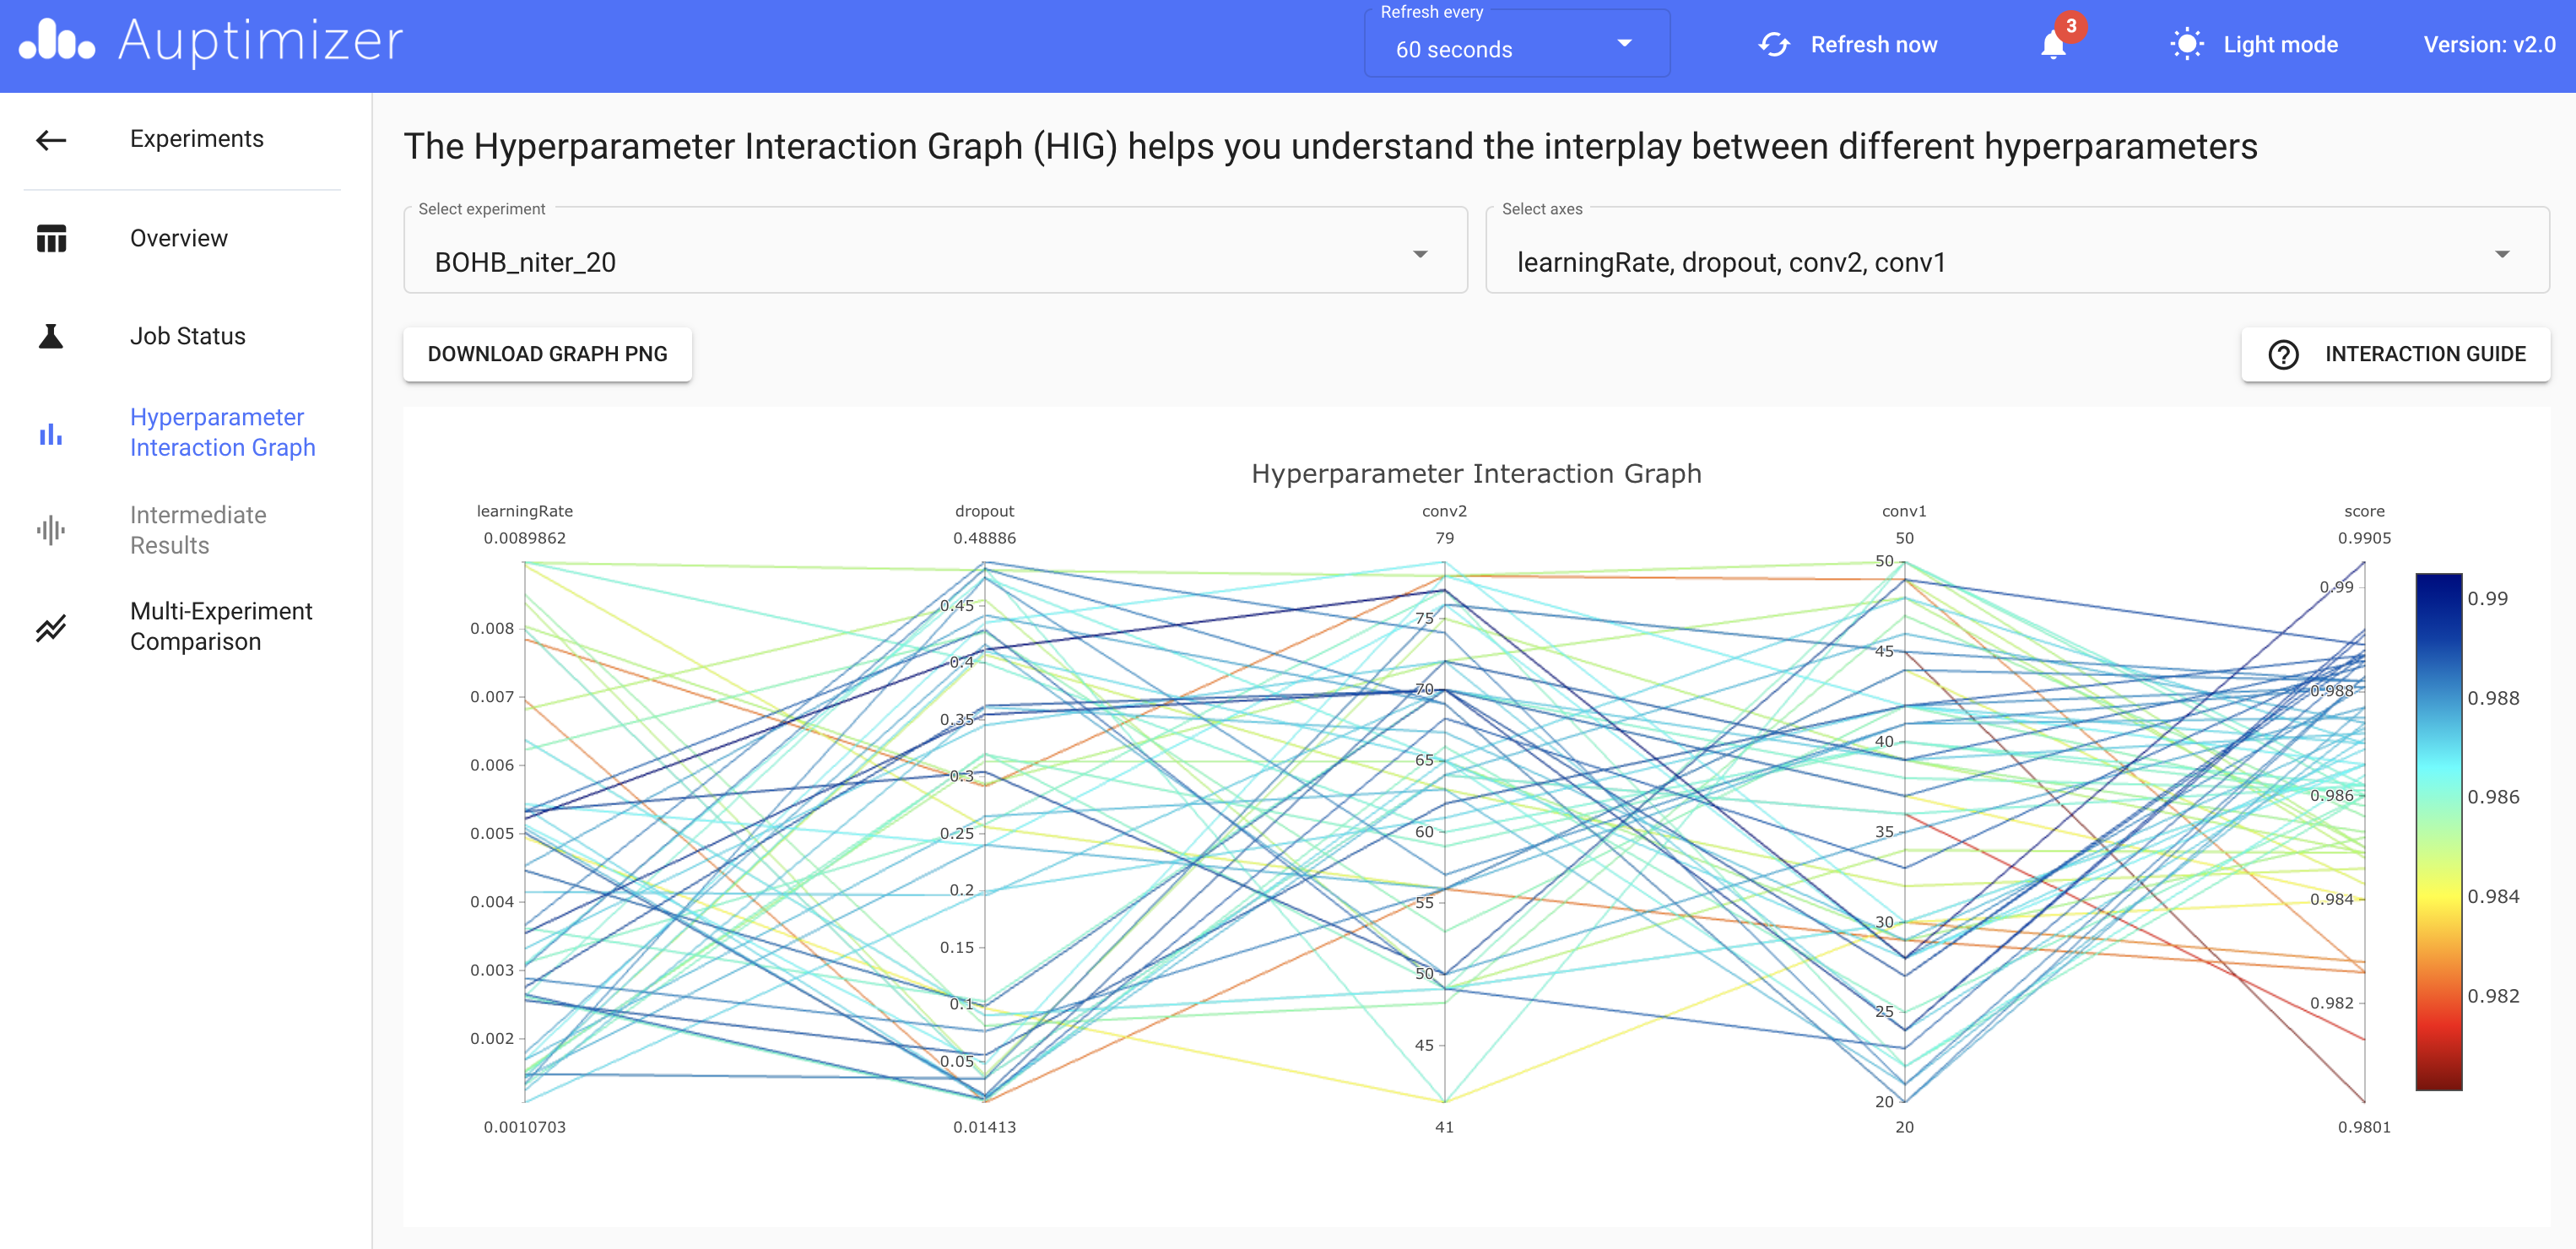 Auptimizer
Refresh every
60 seconds
Refresh now
3
Light mode
Version: v2.0
Experiments
Overview
Job Status
Hyperparameter
Interaction Graph
Intermediate
Results
Multi-Experiment
Comparison
The Hyperparameter Interaction Graph (HIG) helps you understand the interplay between different hyperparameters
Select experiment
BOHB_niter_20
Select axes
learningRate, dropout, conv2, conv1
DOWNLOAD GRAPH PNG
INTERACTION GUIDE
Hyperparameter Interaction Graph
learningRate
0.0089862
0.008
0.007
0.006
0.005
0.004
0.003
0.002
0.0010703
dropout
0.48886
0.45
0.4
0.35
0.3
0.25
0.2
0.15
0.1
0.05
0.01413
conv2
79
75
70
65
60
55
50
45
41
conv1
50
50
45
40
35
30
25
20
20
score
0.9905
0.99
0.988
0.986
0.984
0.982
0.9801
0.99
0.988
0.986
0.984
0.982